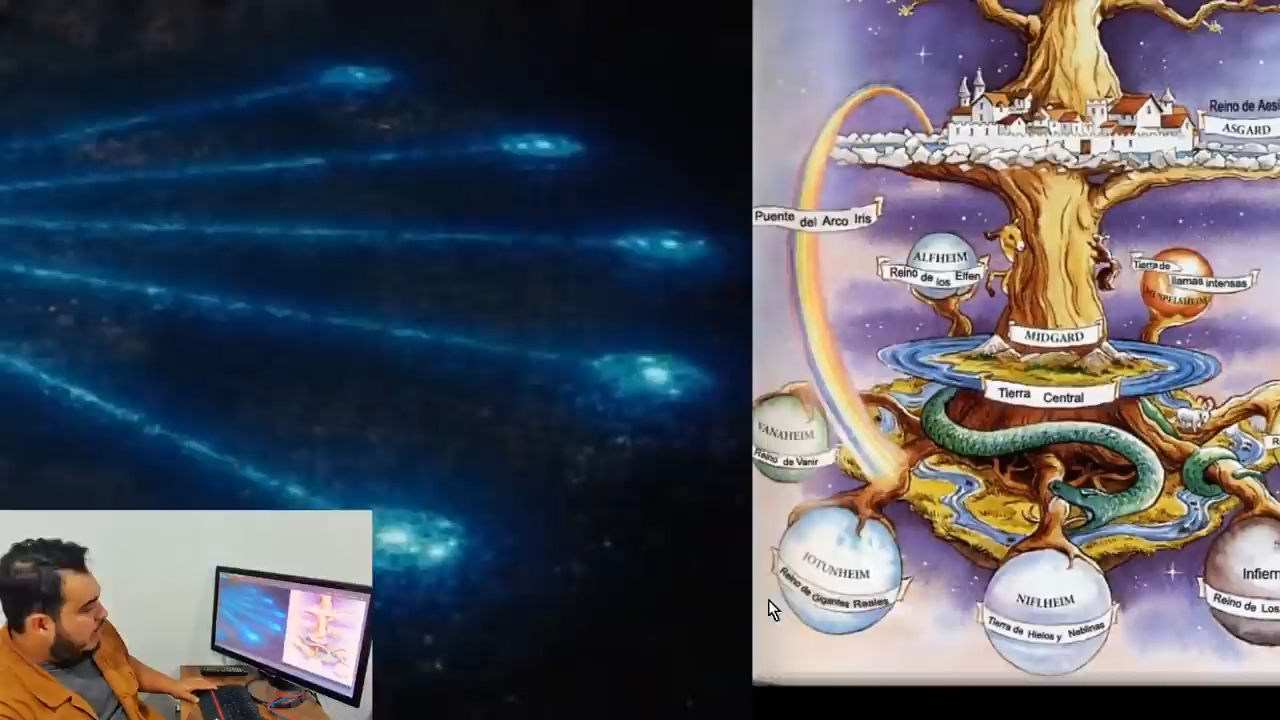 Reino de Aesi
ASGARD
Puente del Arco Iris
ALFHEIM
Reino de los Elfen
Tierra de
llamas intensas
MUSPELSHEIM
MIDGARD
Tierra Central
VANAHEIM
Reino de Vanir
JOTUNHEIM
Reino de Gigantes Reales
NIFLHEIM
Tierra de Hielos y Neblinas
Infiern
Reino de Los